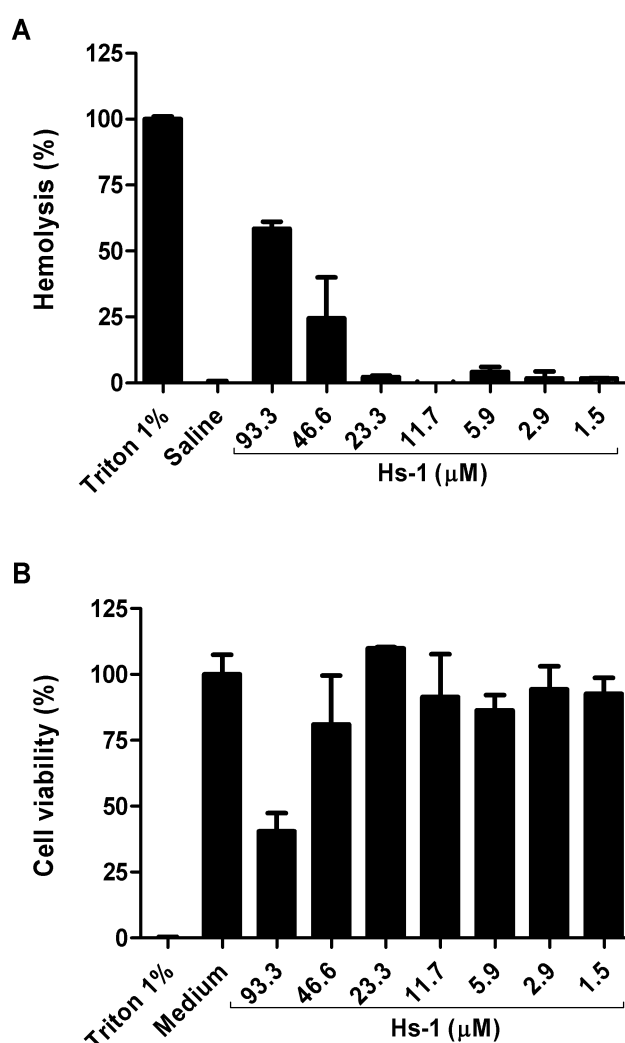 A
Hemolysis (%)
125
100
75
50
25
0
Triton 1%
Saline
93.3
46.6
23.3
11.7
5.9
2.9
1.5
Hs-1 (μM)
B
Cell viability (%)
125
100
75
50
25
0
Triton 1%
Medium
93.3
46.6
23.3
11.7
5.9
2.9
1.5
Hs-1 (μM)